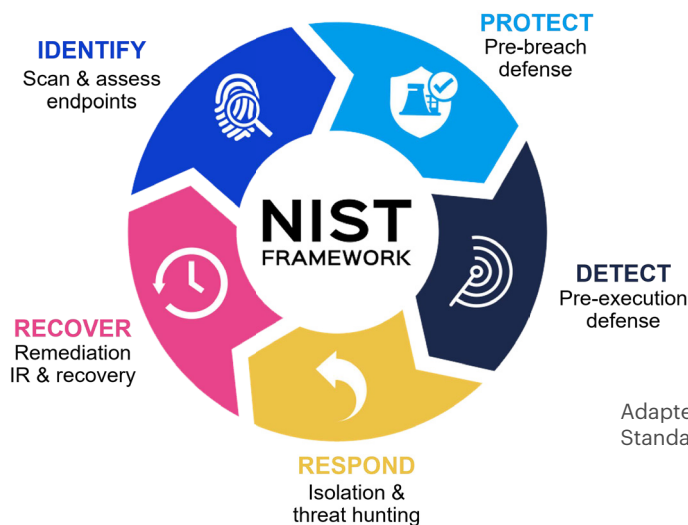 PROTECT
Pre-breach
defense
IDENTIFY
Scan & assess
endpoints
NIST
FRAMEWORK
DETECT
Pre-execution
defense
RECOVER
Remediation
IR & recovery
RESPOND
Isolation &
threat hunting